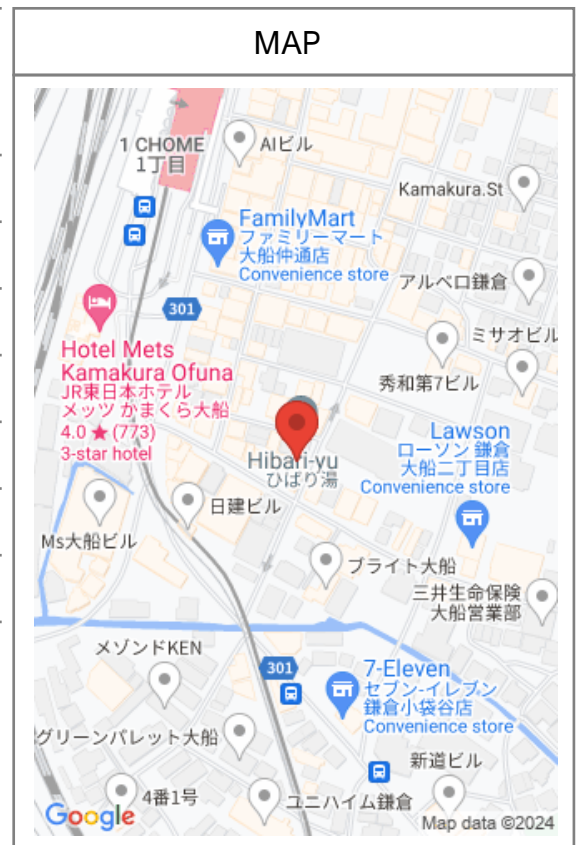 MAP
1 CHOME
1丁目
AIビル
Kamakura.St
FamilyMart
ファミリーマート
大船仲通店
Convenience store
アルベロ鎌倉
301
ミサオビル
Hotel Mets
Kamakura Ofuna
JR東日本ホテル
メッツ かまくら大船
4.0 ★ (773)
3-star hotel
秀和第7ビル
Lawson
ローソン 鎌倉
大船二丁目店
Convenience store
Hibari-yu
ひばり湯
日建ビル
Ms大船ビル
ブライト大船
三井生命保険
大船営業部
メゾンドKEN
301
7-Eleven
セブン-イレブン
鎌倉小袋谷店
Convenience store
グリーンパレット大船
新道ビル
4番1号
ユニハイム鎌倉
Google
Map data ©2024